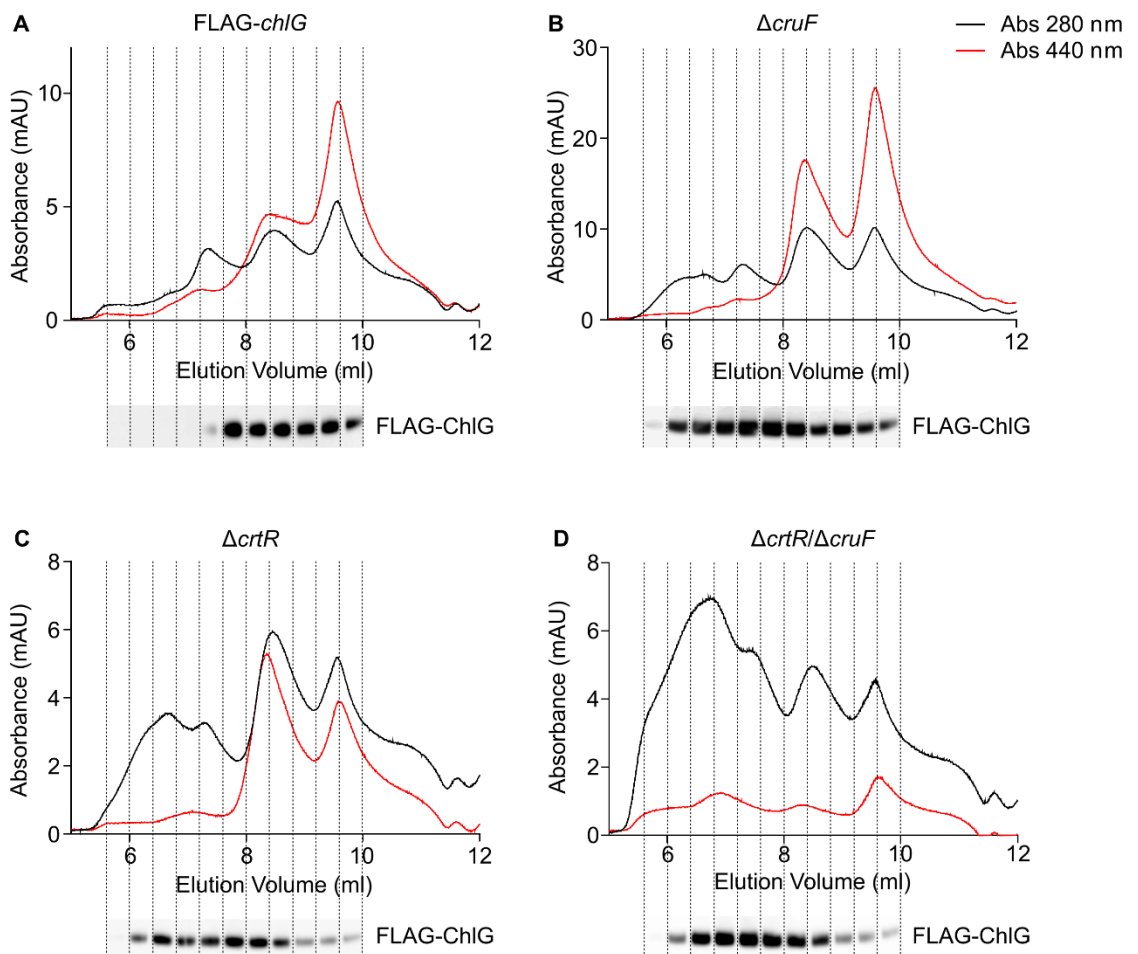 A
FLAG-chlG
10
5
0
Absorbance (mAU)
6
8
10
12
Elution Volume (ml)
FLAG-ChlG
B
ΔcruF
Abs 280 nm
Abs 440 nm
30
20
10
0
Absorbance (mAU)
6
8
10
12
Elution Volume (ml)
FLAG-ChlG
C
ΔcrtR
8
6
4
2
0
Absorbance (mAU)
6
8
10
12
Elution Volume (ml)
FLAG-ChlG
D
ΔcrtR/ΔcruF
8
6
4
2
0
Absorbance (mAU)
6
8
10
12
Elution Volume (ml)
FLAG-ChlG